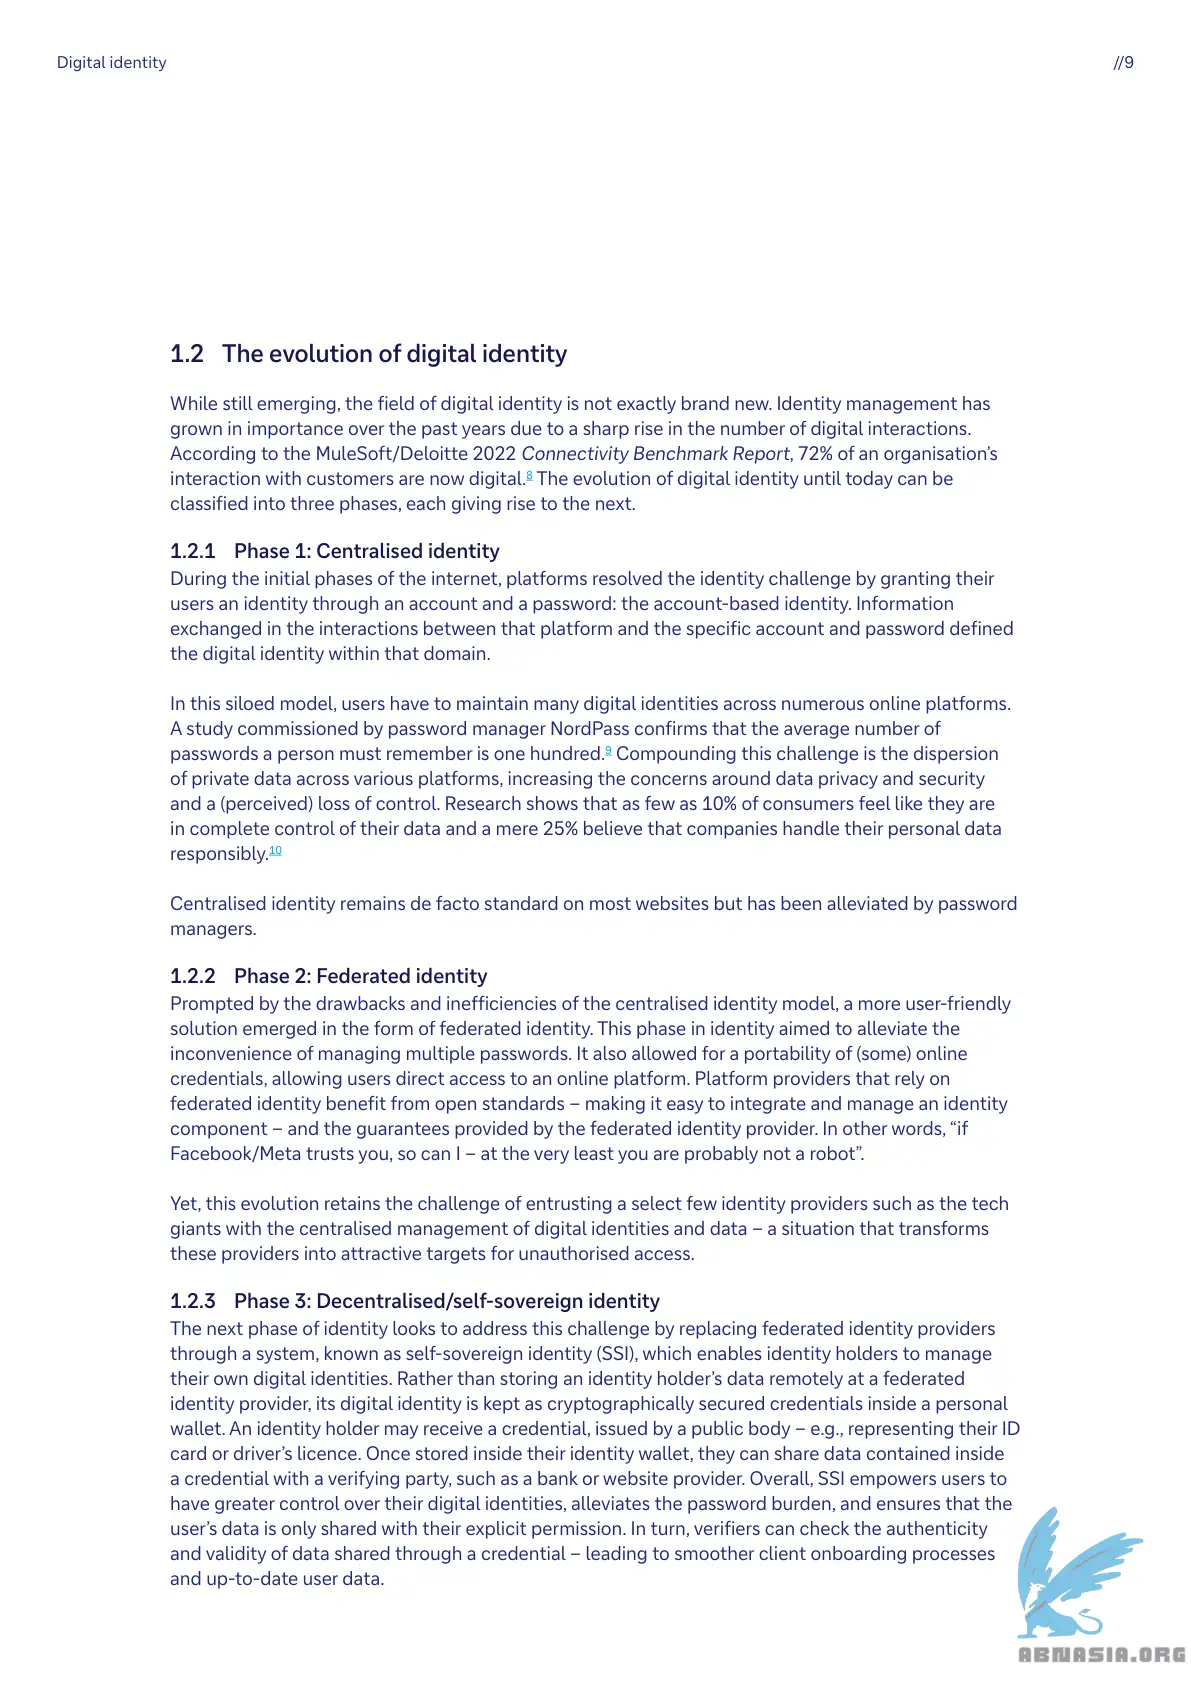 Digital identity
//9
1.2 The evolution of digital identity
While still emerging, the field of digital identity is not exactly brand new. Identity management has
grown in importance over the past years due to a sharp rise in the number of digital interactions.
According to the MuleSoft/Deloitte 2022 Connectivity Benchmark Report, 72% of an organisation’s
interaction with customers are now digital.8 The evolution of digital identity until today can be
classified into three phases, each giving rise to the next.
1.2.1 Phase 1: Centralised identity
During the initial phases of the internet, platforms resolved the identity challenge by granting their
users an identity through an account and a password: the account-based identity. Information
exchanged in the interactions between that platform and the specific account and password defined
the digital identity within that domain.
In this siloed model, users have to maintain many digital identities across numerous online platforms.
A study commissioned by password manager NordPass confirms that the average number of
passwords a person must remember is one hundred.9 Compounding this challenge is the dispersion
of private data across various platforms, increasing the concerns around data privacy and security
and a (perceived) loss of control. Research shows that as few as 10% of consumers feel like they are
in complete control of their data and a mere 25% believe that companies handle their personal data
responsibly.10
Centralised identity remains de facto standard on most websites but has been alleviated by password
managers.
1.2.2 Phase 2: Federated identity
Prompted by the drawbacks and inefficiencies of the centralised identity model, a more user-friendly
solution emerged in the form of federated identity. This phase in identity aimed to alleviate the
inconvenience of managing multiple passwords. It also allowed for a portability of (some) online
credentials, allowing users direct access to an online platform. Platform providers that rely on
federated identity benefit from open standards – making it easy to integrate and manage an identity
component – and the guarantees provided by the federated identity provider. In other words, “if
Facebook/Meta trusts you, so can I – at the very least you are probably not a robot”.
Yet, this evolution retains the challenge of entrusting a select few identity providers such as the tech
giants with the centralised management of digital identities and data – a situation that transforms
these providers into attractive targets for unauthorised access.
1.2.3 Phase 3: Decentralised/self-sovereign identity
The next phase of identity looks to address this challenge by replacing federated identity providers
through a system, known as self-sovereign identity (SSI), which enables identity holders to manage
their own digital identities. Rather than storing an identity holder’s data remotely at a federated
identity provider, its digital identity is kept as cryptographically secured credentials inside a personal
wallet. An identity holder may receive a credential, issued by a public body – e.g., representing their ID
card or driver’s licence. Once stored inside their identity wallet, they can share data contained inside
a credential with a verifying party, such as a bank or website provider. Overall, SSI empowers users to
have greater control over their digital identities, alleviates the password burden, and ensures that the
user’s data is only shared with their explicit permission. In turn, verifiers can check the authenticity
and validity of data shared through a credential – leading to smoother client onboarding processes
and up-to-date user data.
ABNASIA.ORG